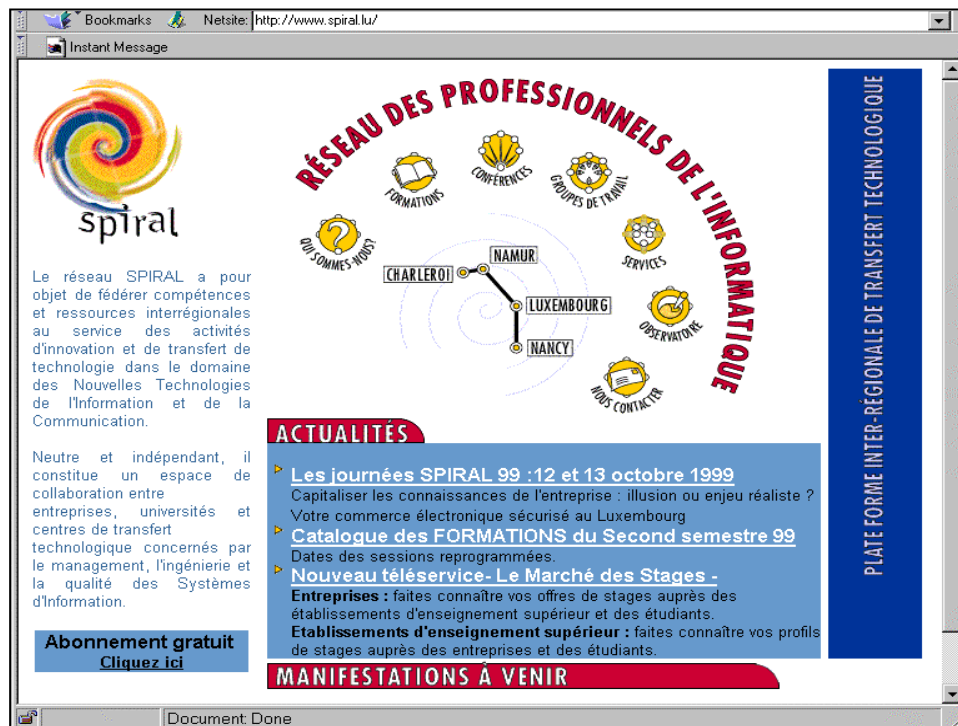 Bookmarks Netsite: http://www.spiral.lu/
Instant Message
spiral
Le réseau SPIRAL a pour
objet de fédérer compétences
et ressources interrégionales
au service des activités
d'innovation et de transfert de
technologie dans le domaine
des Nouvelles Technologies
de l'Information et de la
Communication.
Neutre et indépendant, il
constitue un espace de
collaboration entre
entreprises, universités et
centres de transfert
technologique concernés par
le management, l'ingénierie et
la qualité des Systèmes
d'Information.
Abonnement gratuit
Cliquez ici
RÉSEAU DES PROFESSIONNELS DE L'INFORMATIQUE
QUI SOMMES-NOUS?
FORMATIONS
CONFÉRENCES
GROUPES DE TRAVAIL
SERVICES
OBSERVATOIRE
NOUS CONTACTER
NAMUR
CHARLEROI
LUXEMBOURG
NANCY
ACTUALITÉS
Les journées SPIRAL 99 :12 et 13 octobre 1999
Capitaliser les connaissances de l'entreprise : illusion ou enjeu réaliste ?
Votre commerce électronique sécurisé au Luxembourg
Catalogue des FORMATIONS du Second semestre 99
Dates des sessions reprogrammées.
Nouveau téléservice- Le Marché des Stages -
Entreprises : faites connaître vos offres de stages auprès des
établissements d'enseignement supérieur et des étudiants.
Etablissements d'enseignement supérieur : faites connaître vos profils
de stages auprès des entreprises et des étudiants.
MANIFESTATIONS À VENIR
PLATE FORME INTER-RÉGIONALE DE TRANSFERT TECHNOLOGIQUE
Document: Done